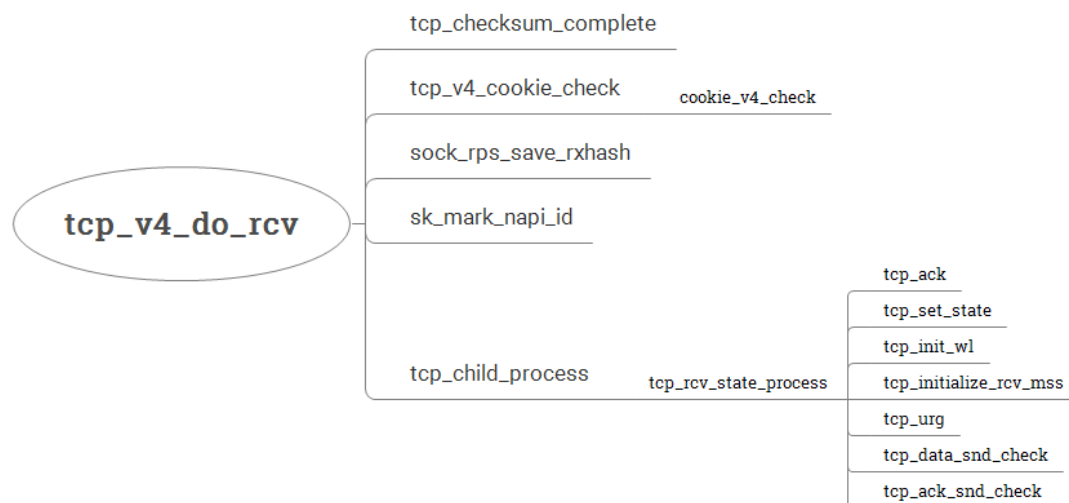 tcp_checksum_complete
tcp_v4_cookie_check
cookie_v4_check
sock_rps_save_rxhash
tcp_v4_do_rcv
sk_mark_napi_id
tcp_child_process
tcp_rcv_state_process
tcp_ack
tcp_set_state
tcp_init_wl
tcp_initialize_rcv_mss
tcp_urg
tcp_data_snd_check
tcp_ack_snd_check